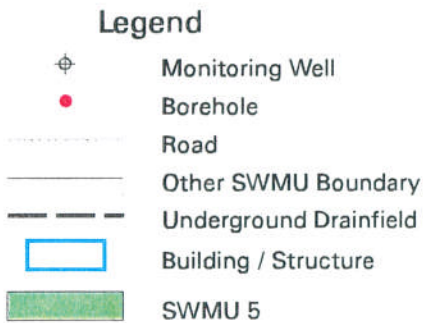 Legend
Monitoring Well
Borehole
Road
Other SWMU Boundary
Underground Drainfield
Building / Structure
SWMU 5